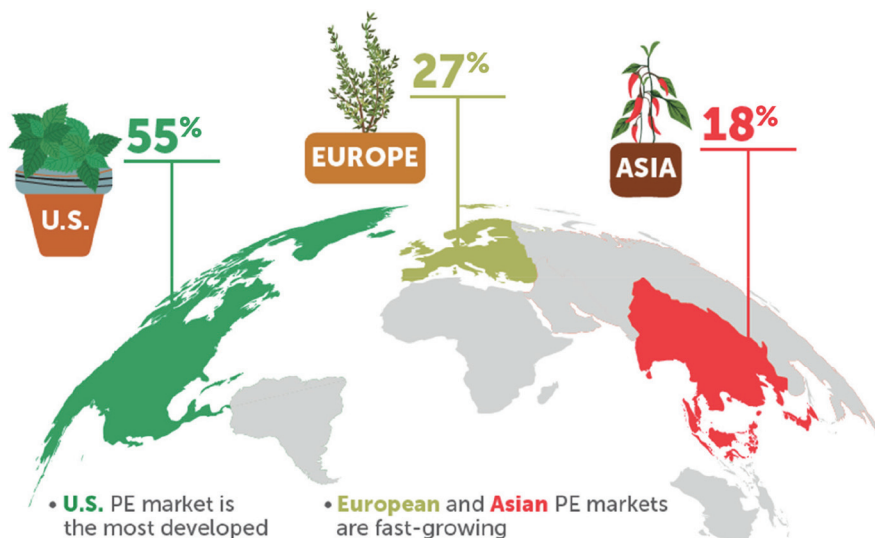 55%
U.S.
27%
EUROPE
18%
ASIA
• U.S. PE market is
the most developed
• European and Asian PE markets
are fast-growing